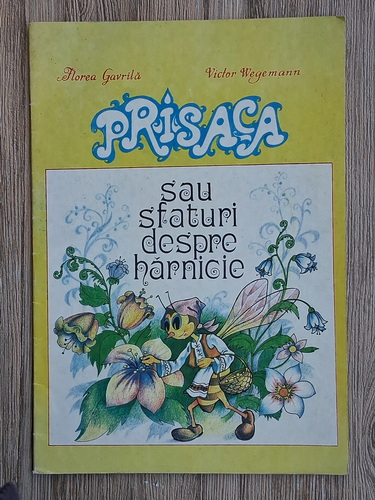 Florea Gavrilă Victor Wegemann
PRISACA
sau
sfaturi
despre
hărnicie